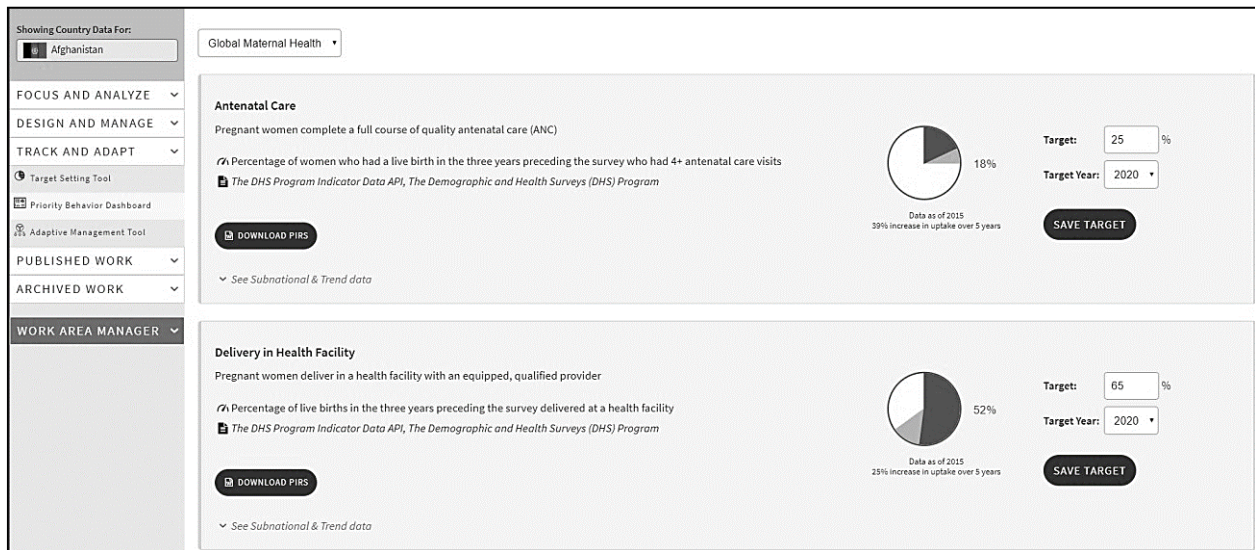 Showing Country Data For:
Afghanistan
FOCUS AND ANALYZE
DESIGN AND MANAGE
TRACK AND ADAPT
Target Setting Tool
Priority Behavior Dashboard
Adaptive Management Tool
PUBLISHED WORK
ARCHIVED WORK
WORK AREA MANAGER
Global Maternal Health
Antenatal Care
Pregnant women complete a full course of quality antenatal care (ANC)
Percentage of women who had a live birth in the three years preceding the survey who had 4+ antenatal care visits
The DHS Program Indicator Data API, The Demographic and Health Surveys (DHS) Program
DOWNLOAD PIRS
See Subnational & Trend data
18%
Data as of 2015
39% increase in uptake over 5 years
Target: 25 %
Target Year: 2020
SAVE TARGET
Delivery in Health Facility
Pregnant women deliver in a health facility with an equipped, qualified provider
Percentage of live births in the three years preceding the survey delivered at a health facility
The DHS Program Indicator Data API, The Demographic and Health Surveys (DHS) Program
DOWNLOAD PIRS
See Subnational & Trend data
52%
Data as of 2015
25% increase in uptake over 5 years
Target: 65 %
Target Year: 2020
SAVE TARGET